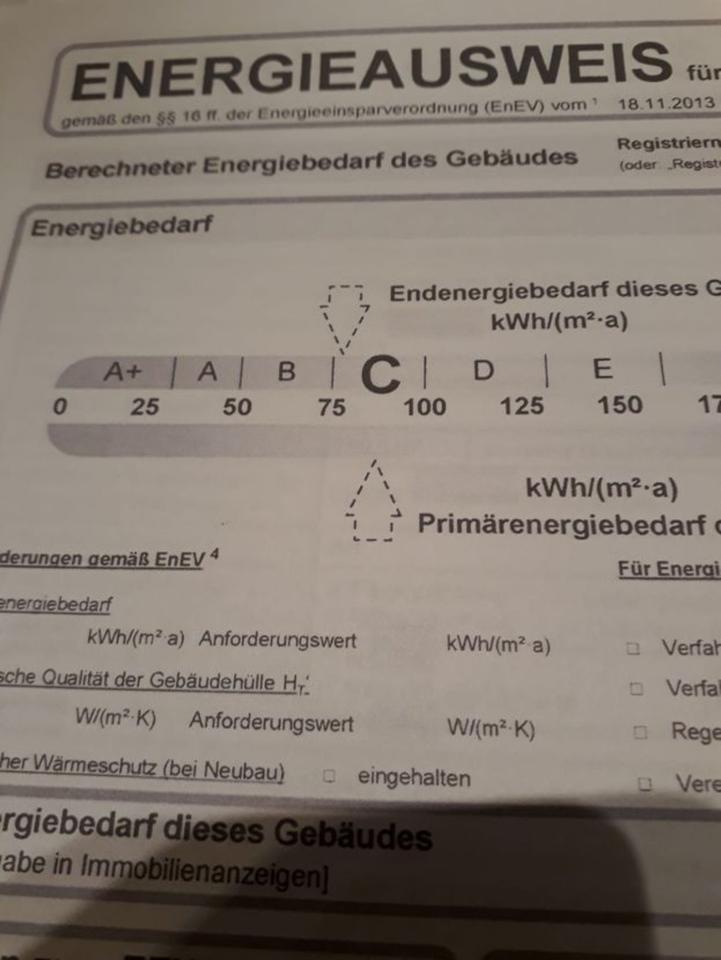 ENERGIEAUSWEIS für
gemäß den §§ 16 ff. der Energieeinsparverordnung (EnEV) vom ¹ 18.11.2013
Berechneter Energiebedarf des Gebäudes
Registriern
(oder: „Regist
Energiebedarf
Endenergiebedarf dieses G
kWh/(m²·a)
A+ | A | B | C | D | E |
0 25 50 75 100 125 150 17
kWh/(m²·a)
Primärenergiebedarf
derungen gemäß EnEV ⁴
Für Energi
energiebedarf
kWh/(m²·a) Anforderungswert kWh/(m²·a) □ Verfah
sche Qualität der Gebäudehülle H_T'
□ Verfa
W/(m²·K) Anforderungswert W/(m²·K) □ Rege
her Wärmeschutz (bei Neubau) □ eingehalten □ Vere
rgiebedarf dieses Gebäudes
abe in Immobilienanzeigen]